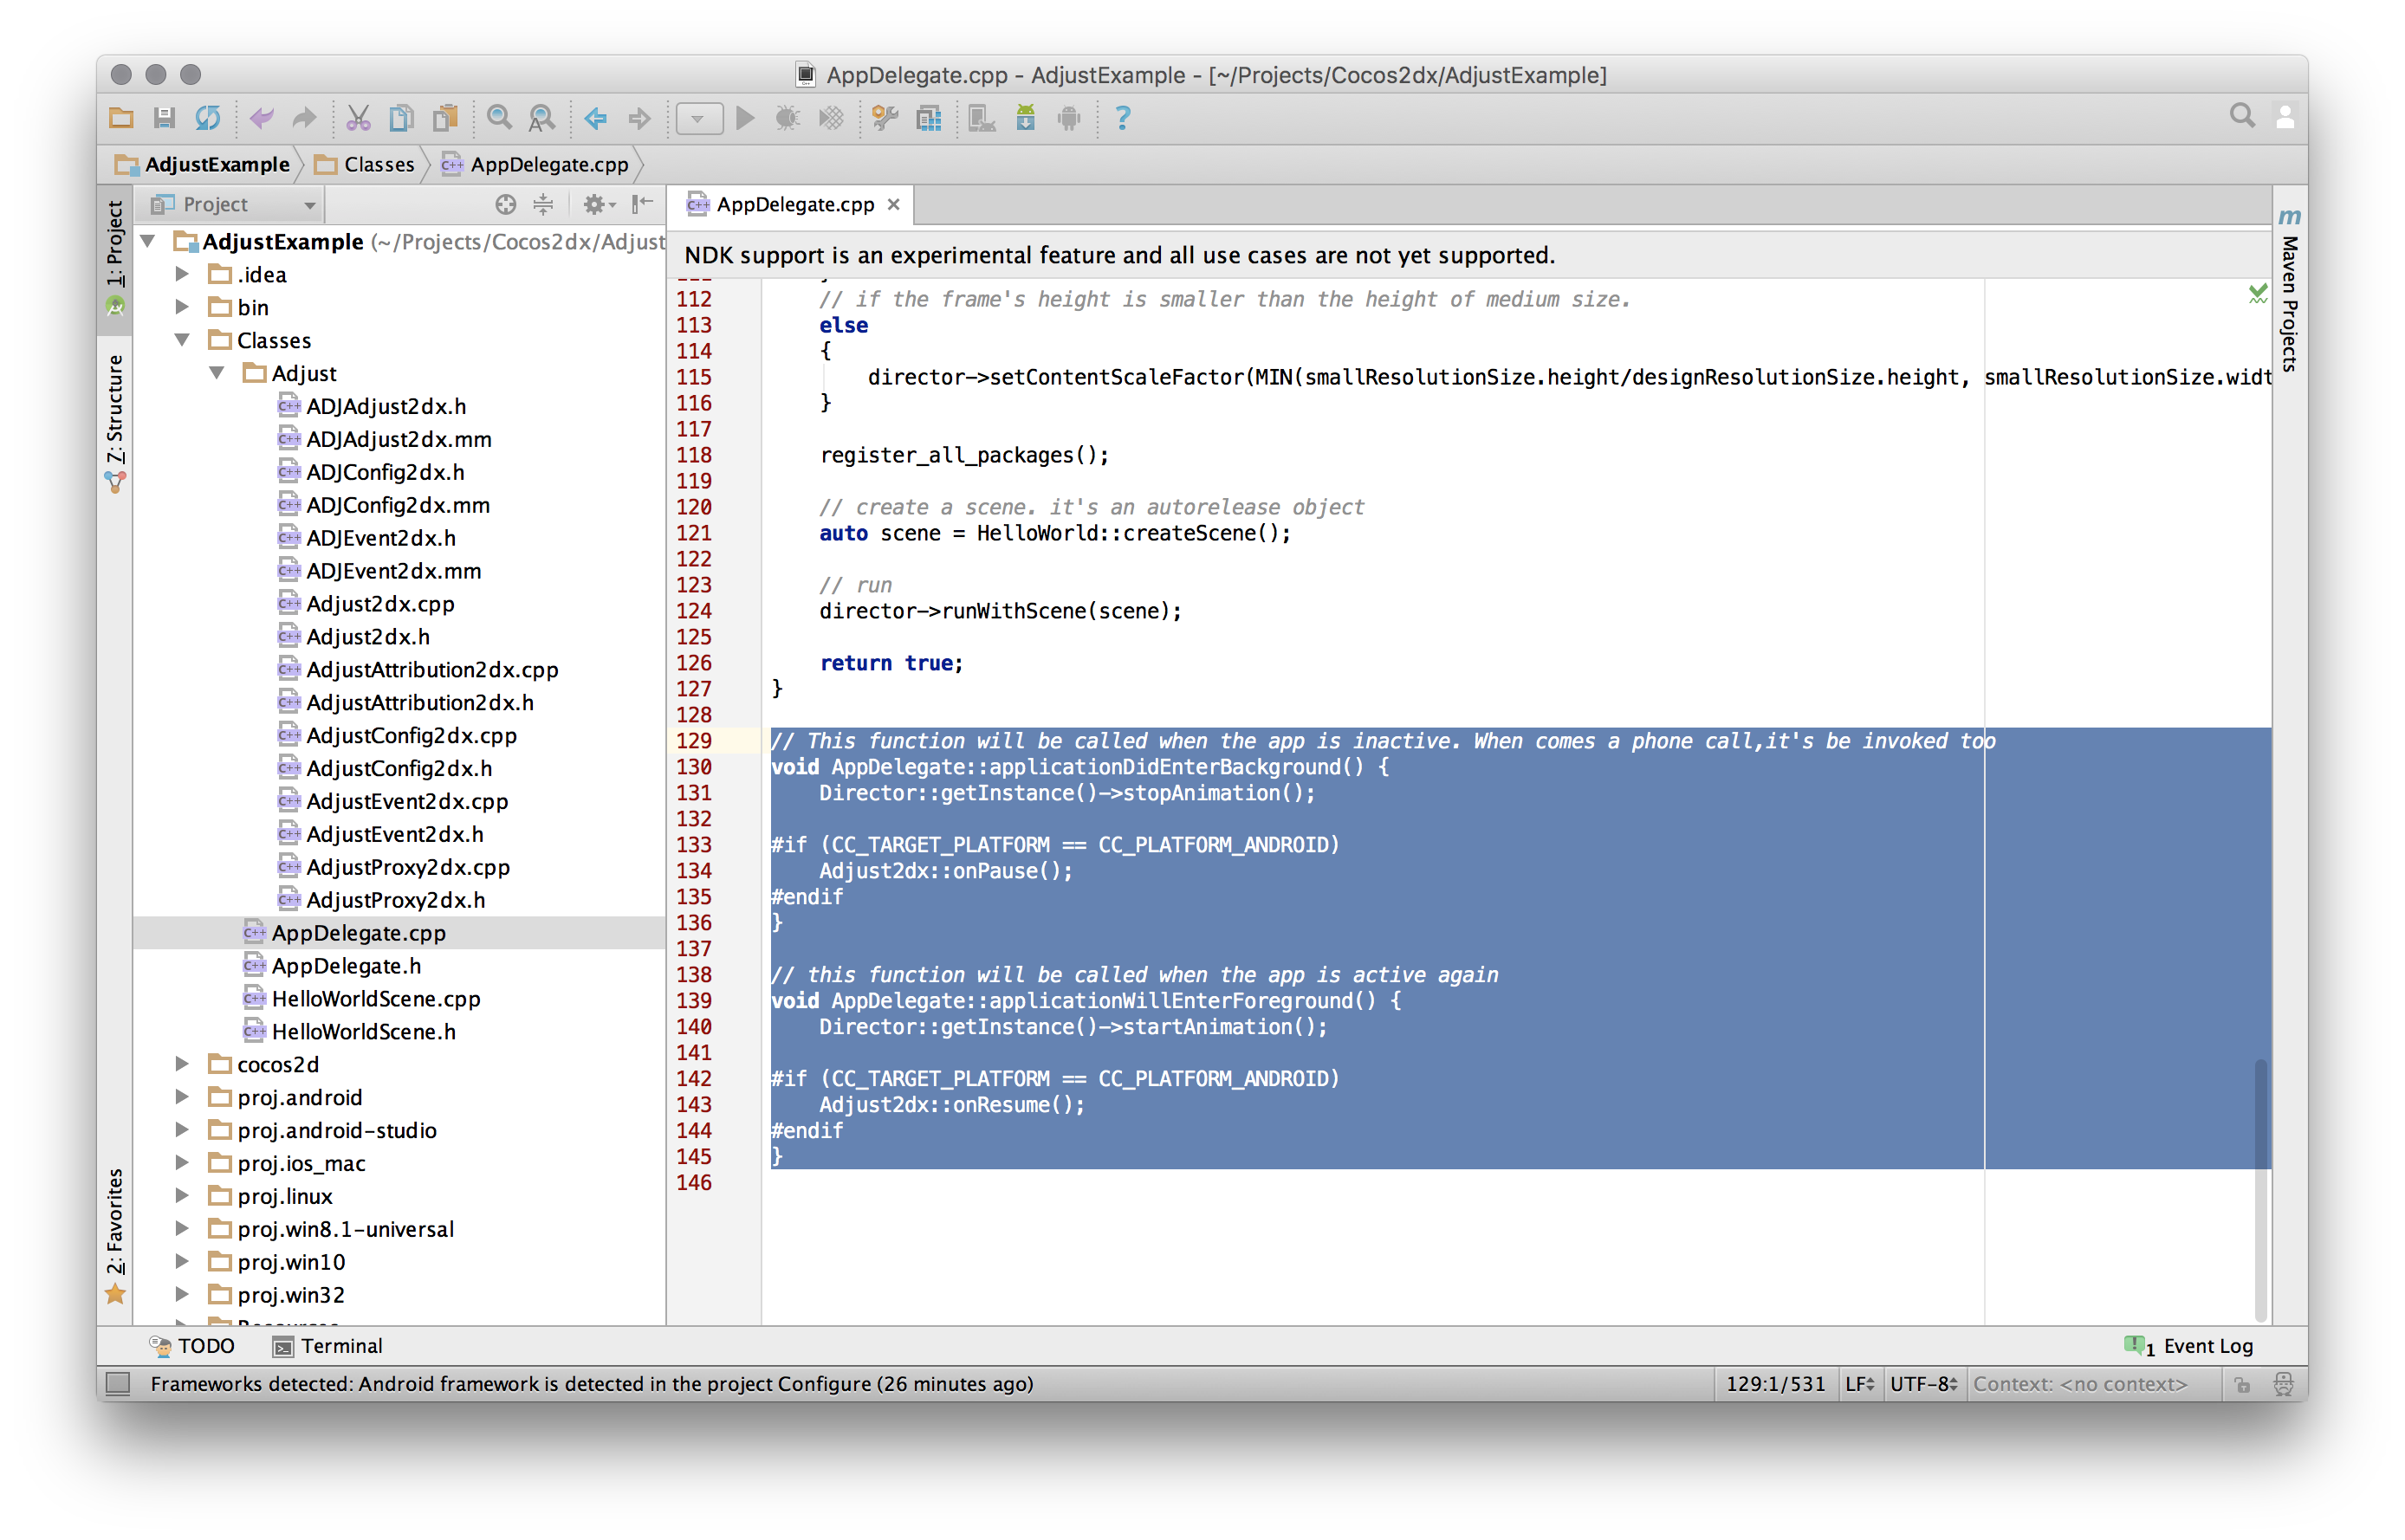 AppDelegate.cpp - AdjustExample - [~/Projects/Cocos2dx/AdjustExample]
AdjustExample
Classes
AppDelegate.cpp
1: Project
7: Structure
2: Favorites
Project
AdjustExample (~/Projects/Cocos2dx/Adjust
.idea
bin
Classes
Adjust
ADJAdjust2dx.h
ADJAdjust2dx.mm
ADJConfig2dx.h
ADJConfig2dx.mm
ADJEvent2dx.h
ADJEvent2dx.mm
Adjust2dx.cpp
Adjust2dx.h
AdjustAttribution2dx.cpp
AdjustAttribution2dx.h
AdjustConfig2dx.cpp
AdjustConfig2dx.h
AdjustEvent2dx.cpp
AdjustEvent2dx.h
AdjustProxy2dx.cpp
AdjustProxy2dx.h
AppDelegate.cpp
AppDelegate.h
HelloWorldScene.cpp
HelloWorldScene.h
cocos2d
proj.android
proj.android-studio
proj.ios_mac
proj.linux
proj.win8.1-universal
proj.win10
proj.win32
AppDelegate.cpp
NDK support is an experimental feature and all use cases are not yet supported.
112 // if the frame's height is smaller than the height of medium size.
113 else
114 {
115 director->setContentScaleFactor(MIN(smallResolutionSize.height/designResolutionSize.height, smallResolutionSize.widt
116 }
117
118 register_all_packages();
119
120 // create a scene. it's an autorelease object
121 auto scene = HelloWorld::createScene();
122
123 // run
124 director->runWithScene(scene);
125
126 return true;
127 }
128
129 // This function will be called when the app is inactive. When comes a phone call,it's be invoked too
130 void AppDelegate::applicationDidEnterBackground() {
131 Director::getInstance()->stopAnimation();
132
133 #if (CC_TARGET_PLATFORM == CC_PLATFORM_ANDROID)
134 Adjust2dx::onPause();
135 #endif
136 }
137
138 // this function will be called when the app is active again
139 void AppDelegate::applicationWillEnterForeground() {
140 Director::getInstance()->startAnimation();
141
142 #if (CC_TARGET_PLATFORM == CC_PLATFORM_ANDROID)
143 Adjust2dx::onResume();
144 #endif
145 }
146
m
Maven Projects
TODO
Terminal
1 Event Log
Frameworks detected: Android framework is detected in the project Configure (26 minutes ago)
129:1/531
LF
UTF-8
Context: <no context>